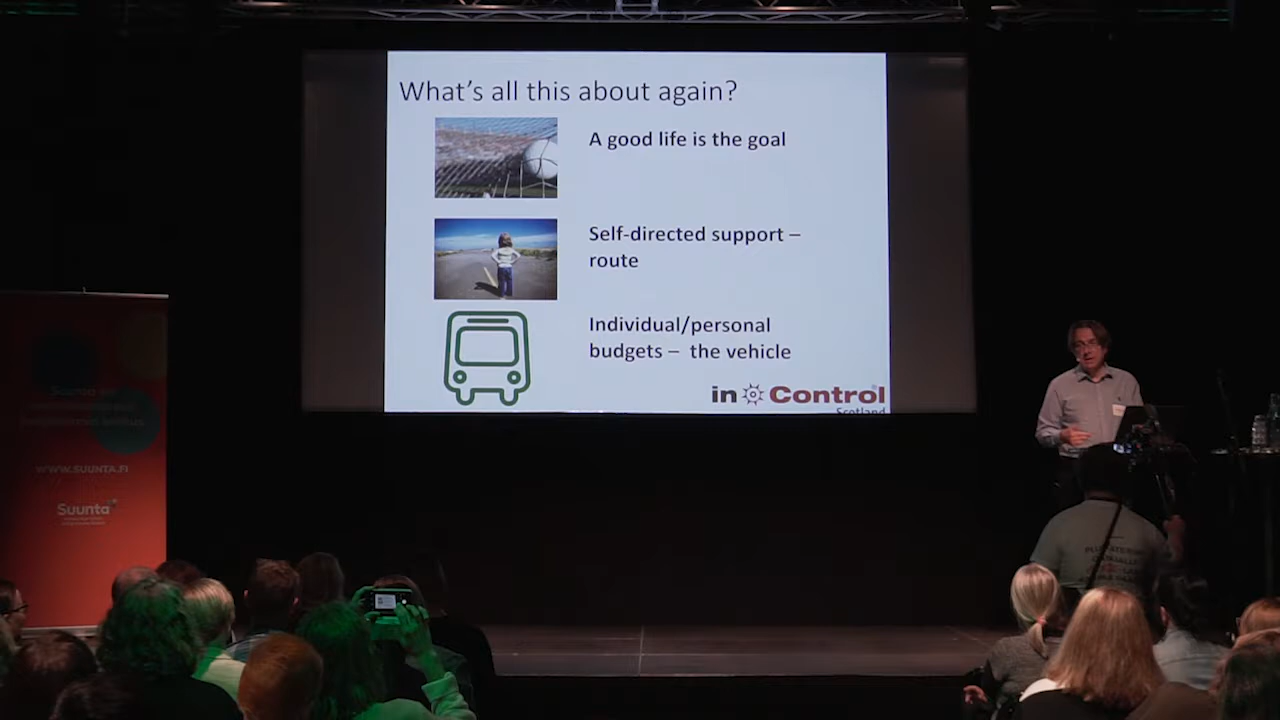 What's all this about again?
A good life is the goal
Self-directed support –
route
Individual/personal
budgets – the vehicle
in Control
Scotland
WWW.SUUNTA.FI
Suunta